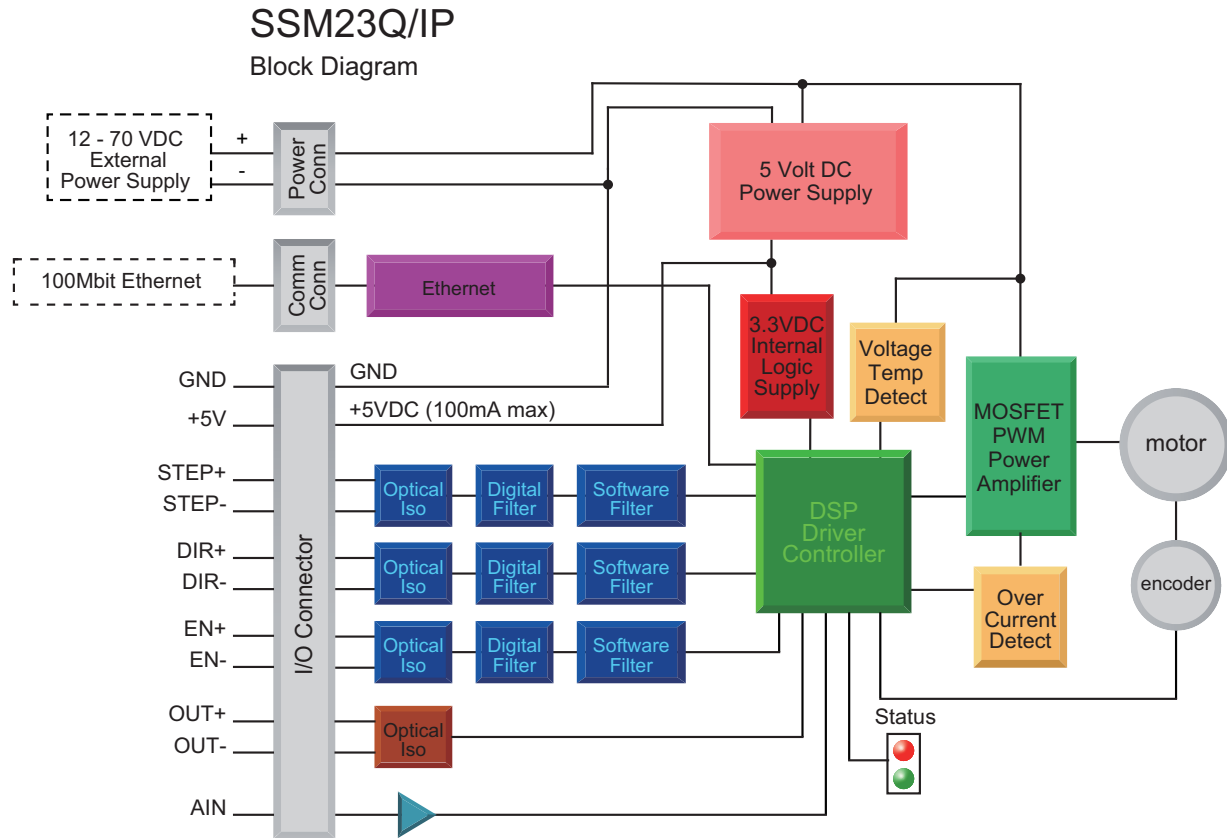 SSM23Q/IP
Block Diagram
12 - 70 VDC
External
Power Supply
+
-
Power
Conn
5 Volt DC
Power Supply
100Mbit Ethernet
Comm
Conn
Ethernet
3.3VDC
Internal
Logic
Supply
Voltage
Temp
Detect
MOSFET
PWM
Power
Amplifier
motor
encoder
GND
+5V
STEP+
STEP-
DIR+
DIR-
EN+
EN-
OUT+
OUT-
AIN
I/O Connector
GND
+5VDC (100mA max)
Optical
Iso
Digital
Filter
Software
Filter
Optical
Iso
Digital
Filter
Software
Filter
Optical
Iso
Digital
Filter
Software
Filter
Optical
Iso
DSP
Driver
Controller
Over
Current
Detect
Status